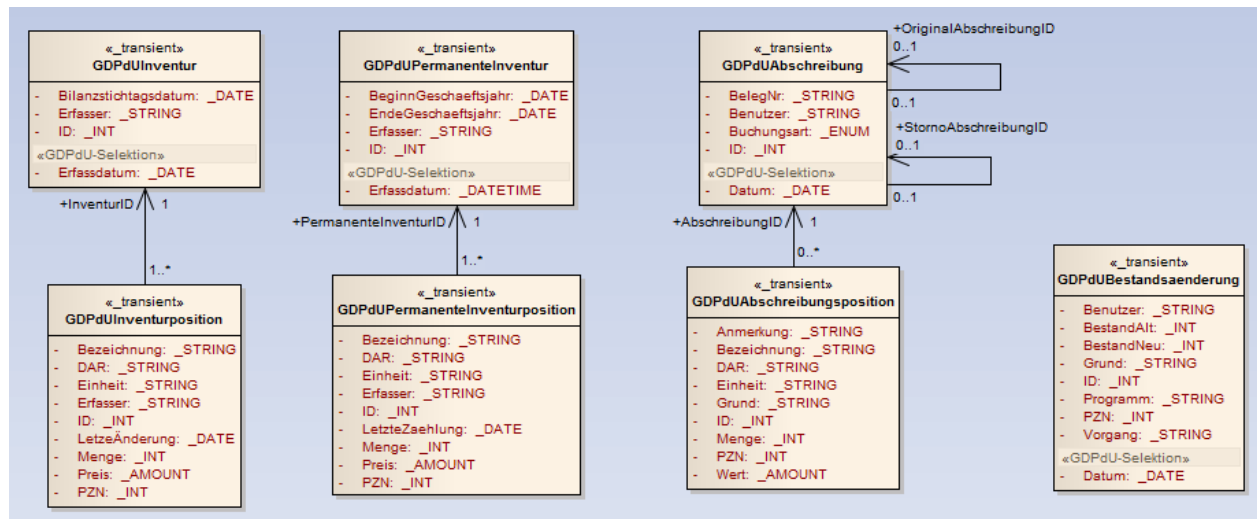 «_transient»
GDPdUInventur
- Bilanzstichtagsdatum: _DATE
- Erfasser: _STRING
- ID: _INT
«GDPdU-Selektion»
- Erfassdatum: _DATE
+InventurID
1
1..*
«_transient»
GDPdUInventurposition
- Bezeichnung: _STRING
- DAR: _STRING
- Einheit: _STRING
- Erfasser: _STRING
- ID: _INT
- LetzeÄnderung: _DATE
- Menge: _INT
- Preis: _AMOUNT
- PZN: _INT
«_transient»
GDPdUPermanenteInventur
- BeginnGeschaeftsjahr: _DATE
- EndeGeschaeftsjahr: _DATE
- Erfasser: _STRING
- ID: _INT
«GDPdU-Selektion»
- Erfassdatum: _DATETIME
+PermanenteInventurID
1
1..*
«_transient»
GDPdUPermanenteInventurposition
- Bezeichnung: _STRING
- DAR: _STRING
- Einheit: _STRING
- Erfasser: _STRING
- ID: _INT
- LetzteZaehlung: _DATE
- Menge: _INT
- Preis: _AMOUNT
- PZN: _INT
«_transient»
GDPdUAbschreibung
- BelegNr: _STRING
- Benutzer: _STRING
- Buchungsart: _ENUM
- ID: _INT
«GDPdU-Selektion»
- Datum: _DATE
+OriginalAbschreibungID
0..1
0..1
+StornoAbschreibungID
0..1
0..1
+AbschreibungID
1
0..*
«_transient»
GDPdUAbschreibungsposition
- Anmerkung: _STRING
- Bezeichnung: _STRING
- DAR: _STRING
- Einheit: _STRING
- Grund: _STRING
- ID: _INT
- Menge: _INT
- PZN: _INT
- Wert: _AMOUNT
«_transient»
GDPdUBestandsaenderung
- Benutzer: _STRING
- BestandAlt: _INT
- BestandNeu: _INT
- Grund: _STRING
- ID: _INT
- Programm: _STRING
- PZN: _INT
- Vorgang: _STRING
«GDPdU-Selektion»
- Datum: _DATE